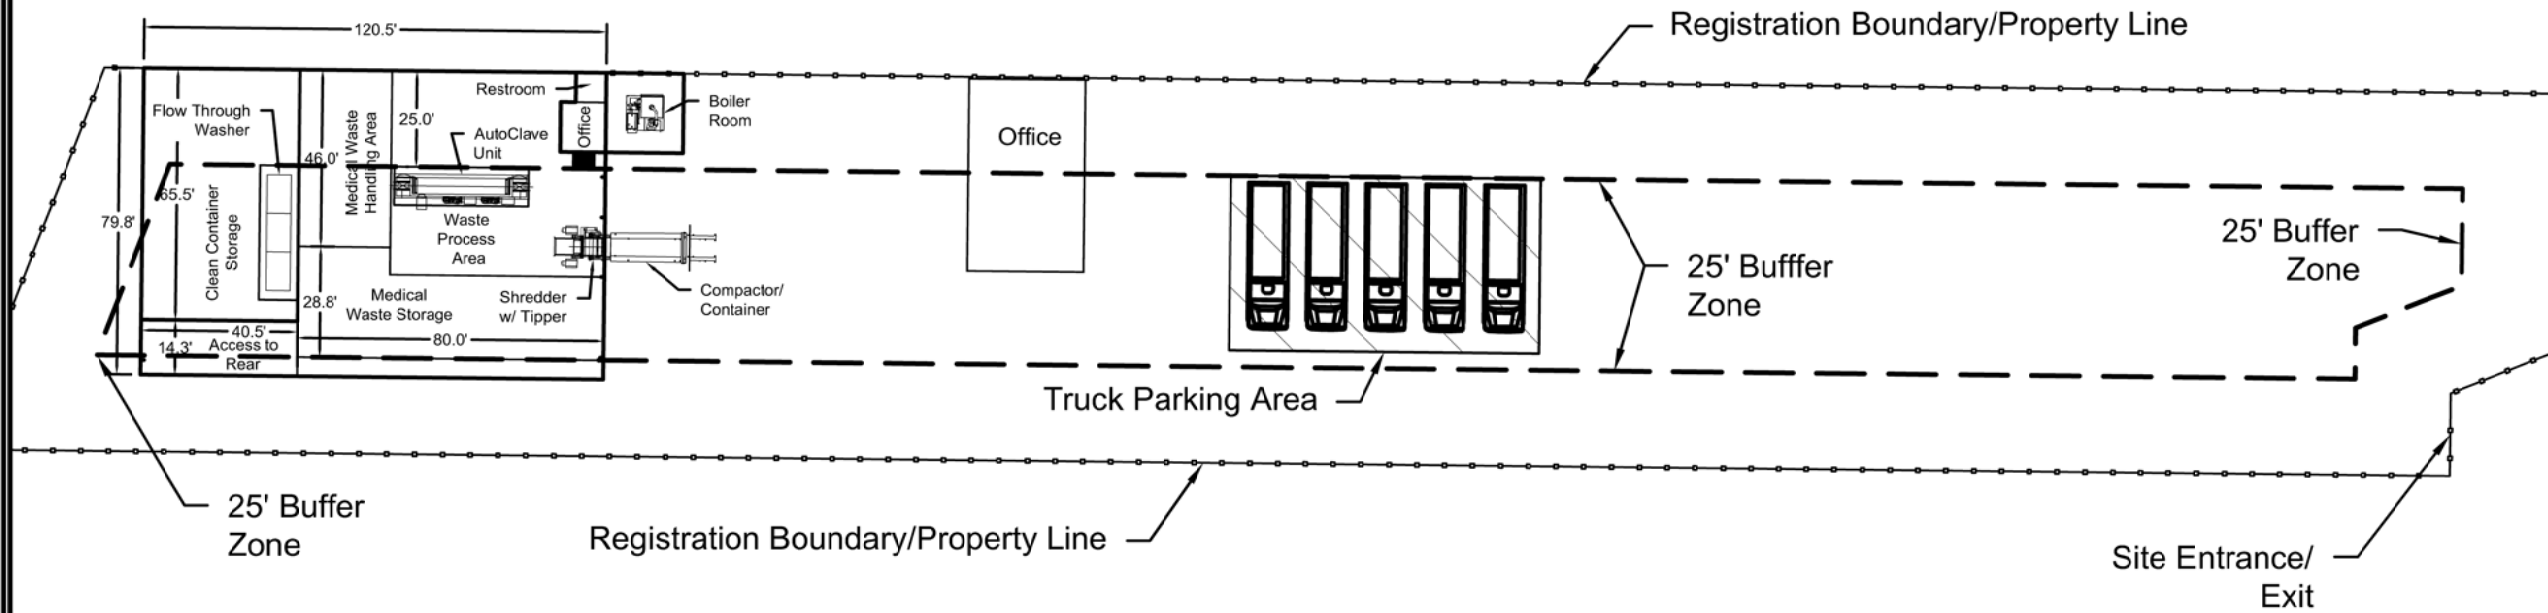 Registration Boundary/Property Line
120.5'
Restroom
Boiler
Room
Flow Through
Washer
Medical Waste
Handling Area
25.0'
Office
AutoClave
Unit
Office
46.0'
65.5'
79.8'
Clean Container
Storage
Waste
Process
Area
25' Buffer
Zone
25' Bufffer
Zone
28.8'
Medical
Waste Storage
Shredder
w/ Tipper
Compactor/
Container
40.5'
80.0'
14.3'
Access to
Rear
Truck Parking Area
25' Buffer
Zone
Registration Boundary/Property Line
Site Entrance/
Exit